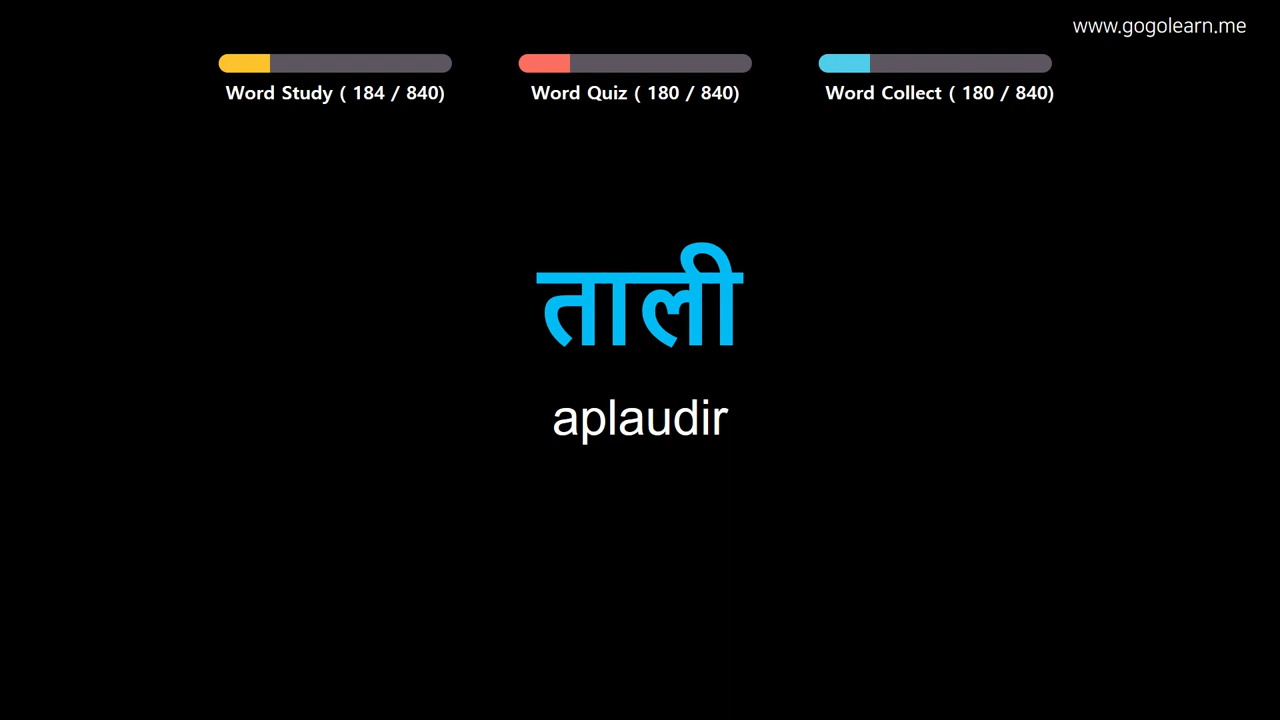 www.gogolearn.me
Word Study ( 184 / 840)
Word Quiz ( 180 / 840)
Word Collect ( 180 / 840)
ताली
aplaudir